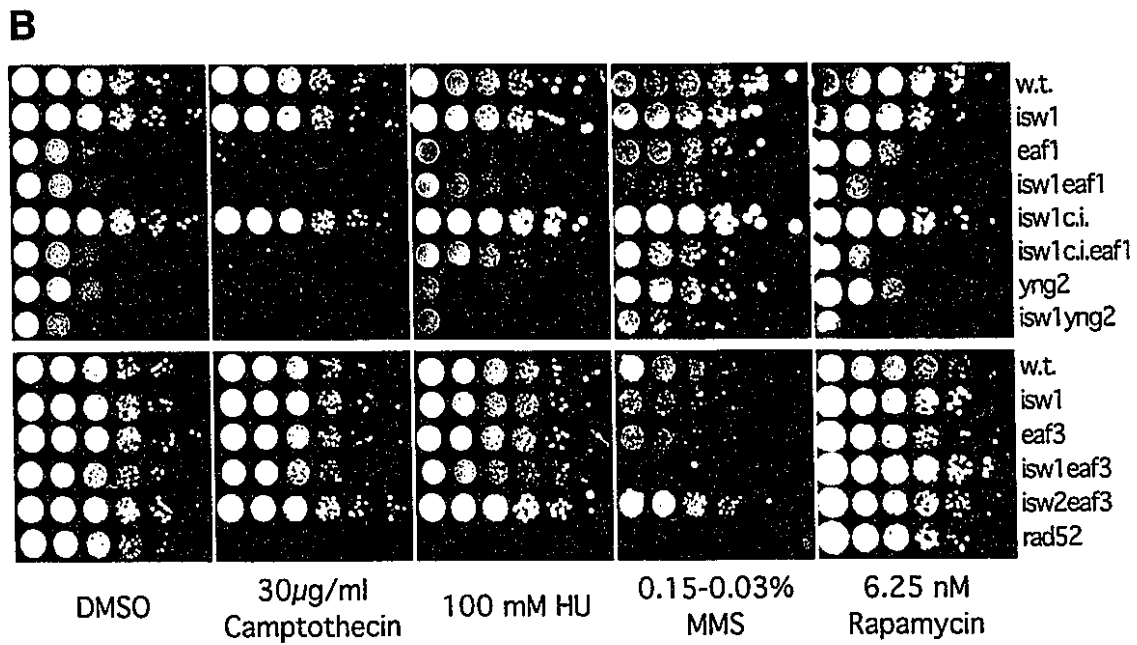 B
w.t.
isw1
eaf1
isw1eaf1
isw1c.i.
isw1c.i.eaf1
yng2
isw1yng2
w.t.
isw1
eaf3
isw1eaf3
isw2eaf3
rad52
DMSO
30µg/ml
Camptothecin
100 mM HU
0.15-0.03%
MMS
6.25 nM
Rapamycin